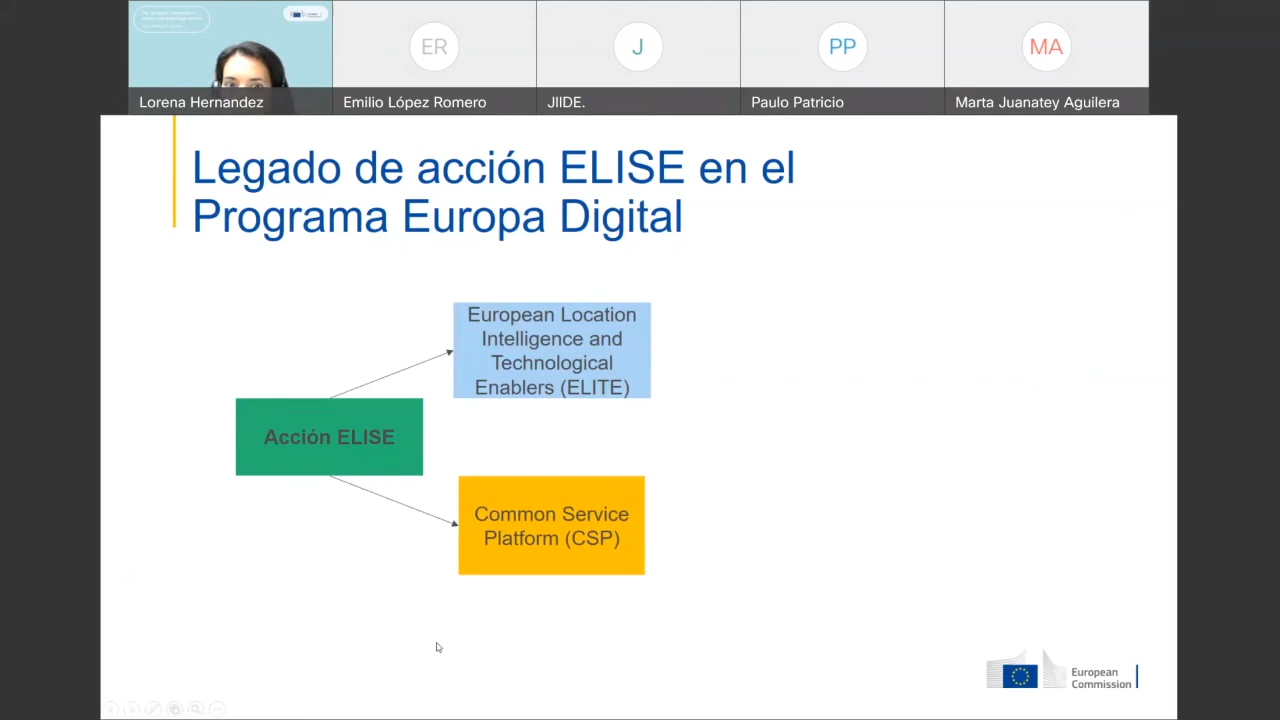 Lorena Hernandez
ER
Emilio López Romero
J
JIIDE.
PP
Paulo Patricio
MA
Marta Juanatey Aguilera
Legado de acción ELISE en el
Programa Europa Digital
European Location
Intelligence and
Technological
Enablers (ELITE)
Acción ELISE
Common Service
Platform (CSP)
European
Commission